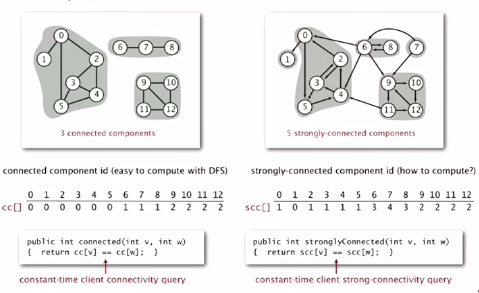 0
1
2
3
4
5
6 7 8
9 10
11 12
3 connected components
0
1
2
3
4
5
6 8 7
9 10
11 12
5 strongly-connected components
connected component id (easy to compute with DFS)
0 1 2 3 4 5 6 7 8 9 10 11 12
cc[] 0 0 0 0 0 0 1 1 1 2 2 2 2
public int connected(int v, int w)
{ return cc[v] == cc[w]; }
constant-time client connectivity query
strongly-connected component id (how to compute?)
0 1 2 3 4 5 6 7 8 9 10 11 12
scc[] 1 0 1 1 1 1 3 4 3 2 2 2 2
public int stronglyConnected(int v, int w)
{ return scc[v] == scc[w]; }
constant-time client strong-connectivity query